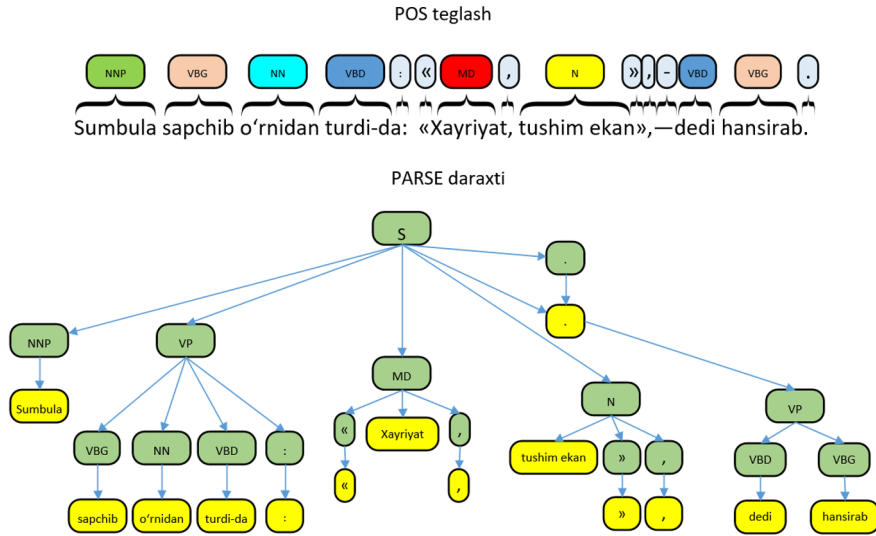 POS teglash
NNP VBG NN VBD : « MD , N » , - VBD VBG .
Sumbula sapchib o‘rnidan turdi-da: «Xayriyat, tushim ekan»,—dedi hansirab.
PARSE daraxti
S
.
.
NNP VP
MD
N VP
Sumbula
« Xayriyat ,
VBG NN VBD :
tushim ekan » , VBD VBG
« ,
sapchib o‘rnidan turdi-da :
» , dedi hansirab